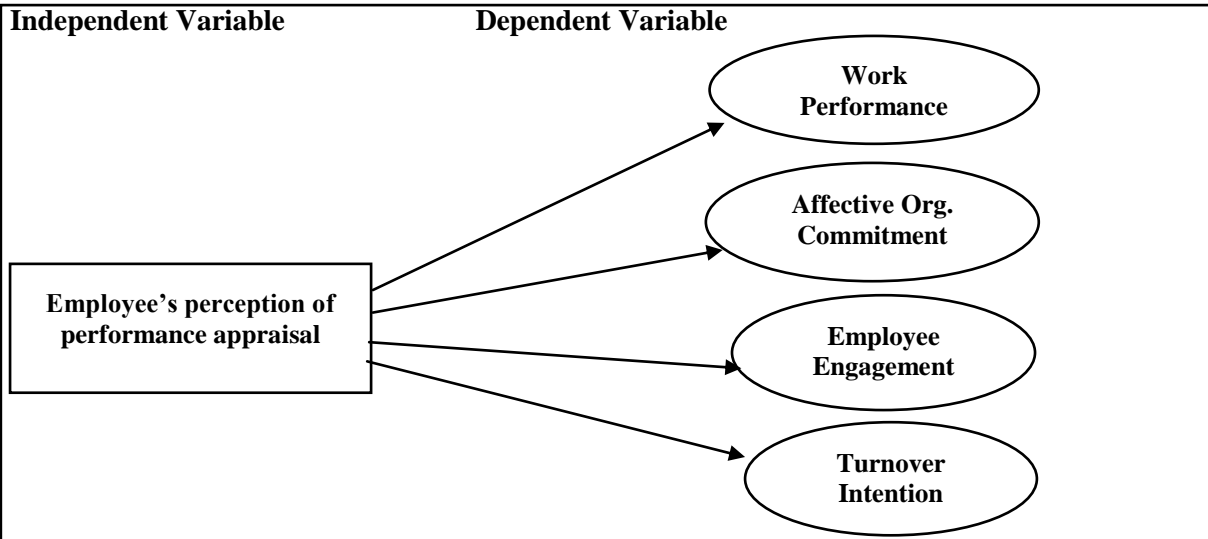 Independent Variable
Dependent Variable
Work
Performance
Affective Org.
Commitment
Employee’s perception of
performance appraisal
Employee
Engagement
Turnover
Intention